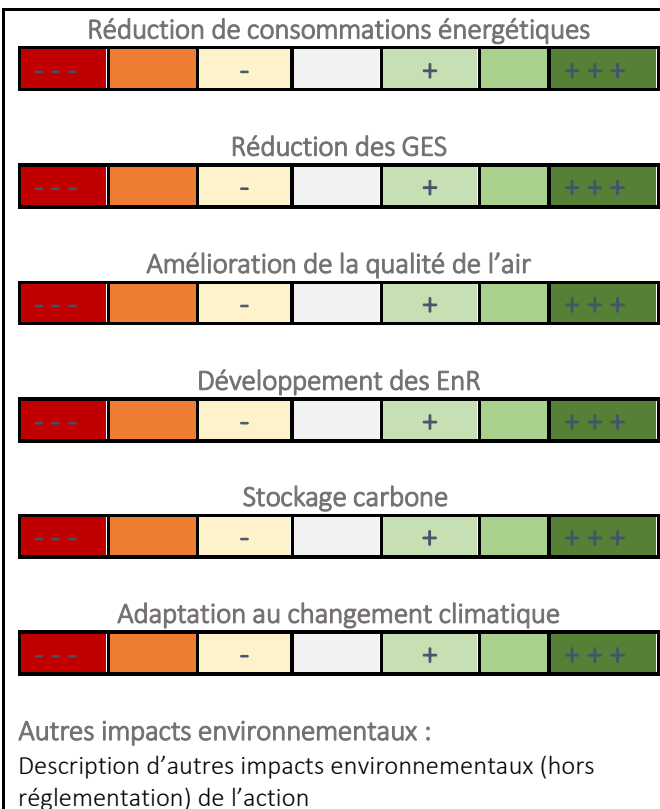 Réduction de consommations énergétiques
- - - - + + + +
Réduction des GES
- - - - + + + +
Amélioration de la qualité de l’air
- - - - + + + +
Développement des EnR
- - - - + + + +
Stockage carbone
- - - - + + + +
Adaptation au changement climatique
- - - - + + + +
Autres impacts environnementaux :
Description d’autres impacts environnementaux (hors
réglementation) de l’action